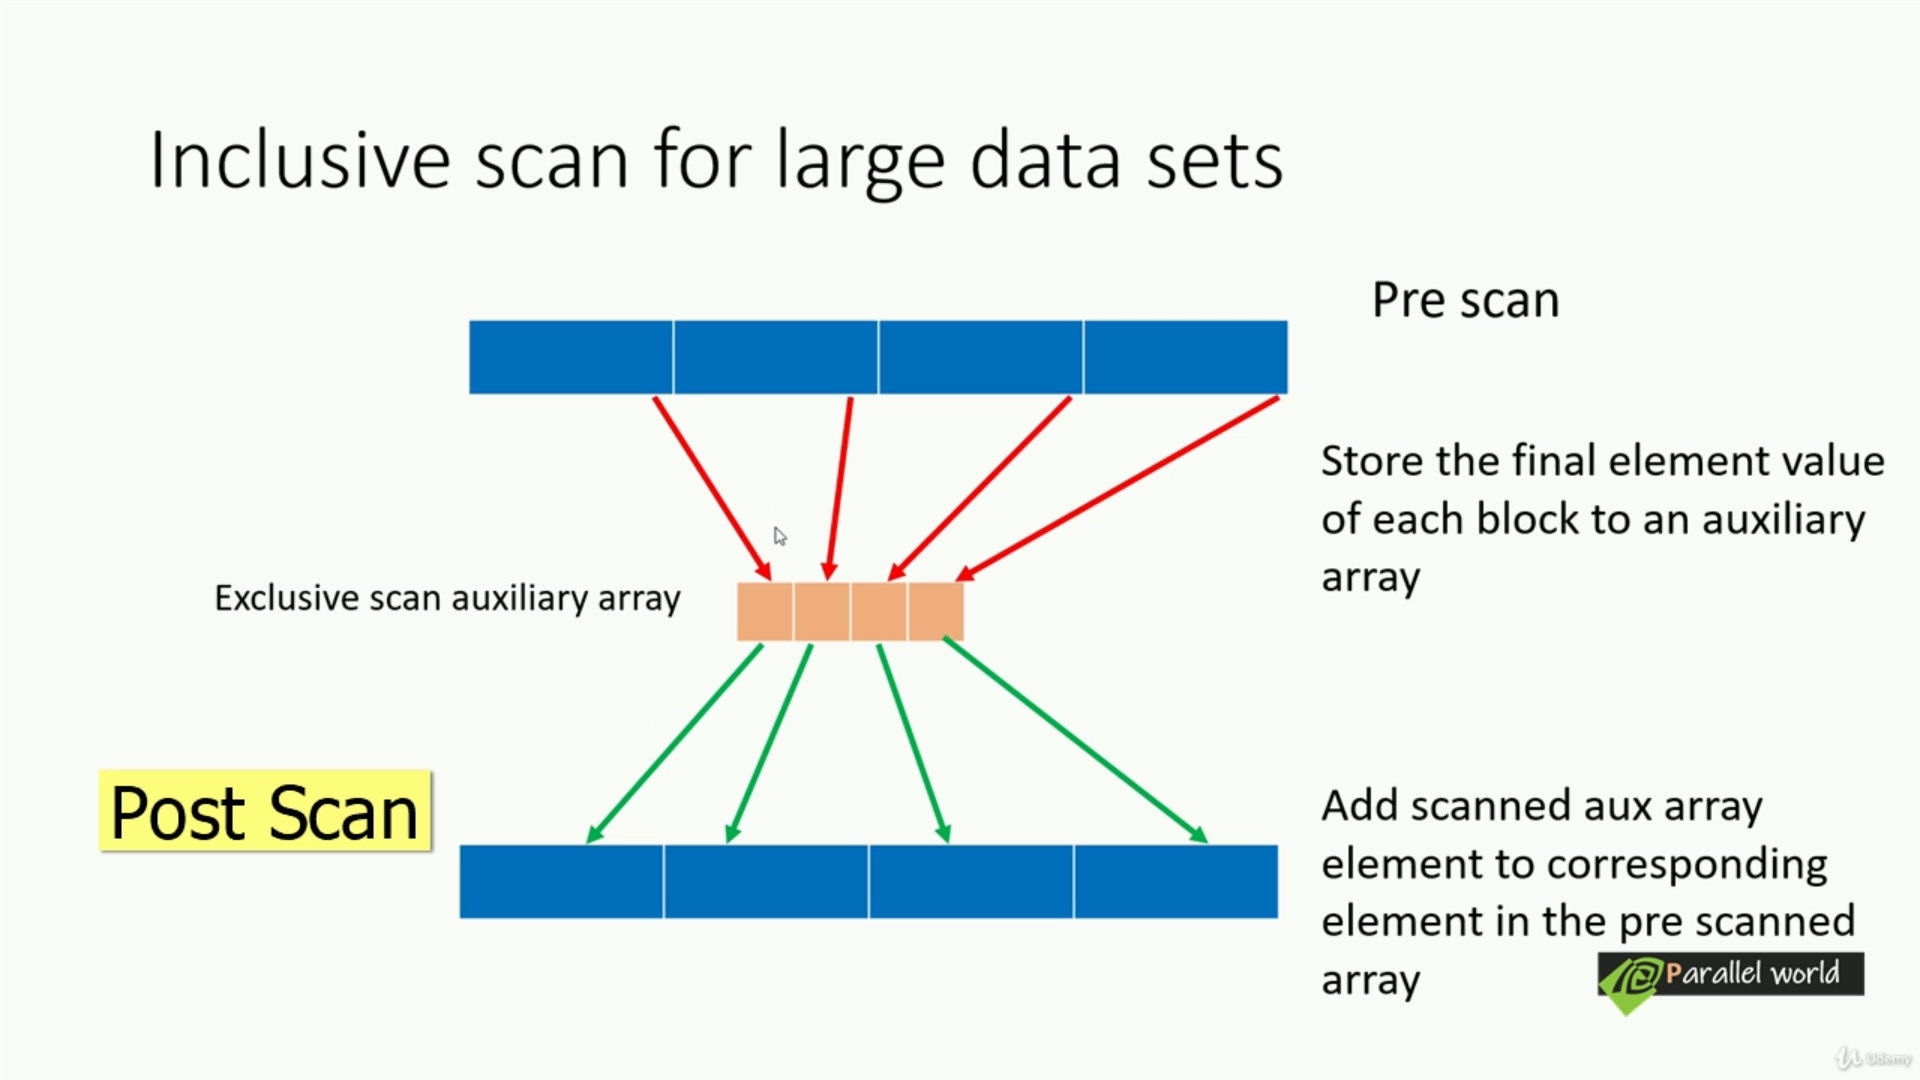 Inclusive scan for large data sets
Pre scan
Store the final element value
of each block to an auxiliary
array
Exclusive scan auxiliary array
Post Scan
Add scanned aux array
element to corresponding
element in the pre scanned
array
Parallel world
Udemy